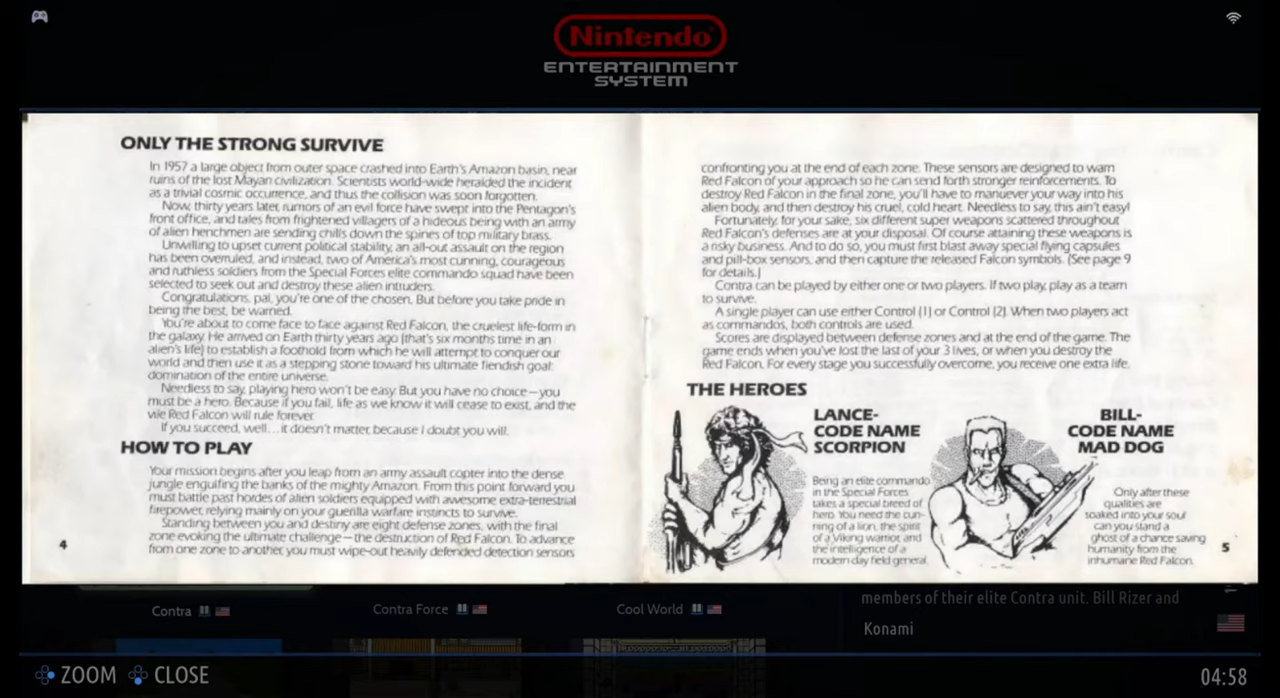 Nintendo
ENTERTAINMENT
SYSTEM
ONLY THE STRONG SURVIVE
In 1957 a large object from outer space crashed into Earth's Amazon basin, near
ruins of the lost Mayan civilization. Scientists world-wide heralded the incident
as a trivial cosmic occurrence, and thus the collision was soon forgotten.
Now, thirty years later, rumors of an evil force have swept into the Pentagon's
front office, and tales from frightened villagers of a hideous being with an army
of alien henchmen are sending chills down the spines of top military brass.
Unwilling to upset current political stability, an all-out assault on the region
has been overruled, and instead, two of America's most cunning, courageous
and ruthless soldiers from the Special Forces elite commando squad have been
selected to seek out and destroy these alien intruders.
Congratulations, pal, you're one of the chosen. But before you take pride in
being the best, be warned.
You're about to come face to face against Red Falcon, the cruelest life-form in
the galaxy. He arrived on Earth thirty years ago (that's six months time in an
alien's life) to establish a foothold from which he will attempt to conquer our
world and then use it as a stepping stone toward his ultimate fiendish goal:
domination of the entire universe.
Needless to say, playing hero won't be easy. But you have no choice—you
must be a hero. Because if you fail, life as we know it will cease to exist, and the
vile Red Falcon will rule forever.
If you succeed, well...it doesn't matter, because I doubt you will.
HOW TO PLAY
Your mission begins after you leap from an army assault copter into the dense
jungle engulfing the banks of the mighty Amazon. From this point forward you
must battle past hordes of alien soldiers equipped with awesome extra-terrestrial
firepower, relying mainly on your guerilla warfare instincts to survive.
Standing between you and destiny are eight defense zones, with the final
zone evoking the ultimate challenge—the destruction of Red Falcon. To advance
from one zone to another, you must wipe-out heavily defended detection sensors
4
confronting you at the end of each zone. These sensors are designed to warn
Red Falcon of your approach so he can send forth stronger reinforcements. To
destroy Red Falcon in the final zone, you'll have to manuever your way into his
alien body, and then destroy his cruel, cold heart. Needless to say, this ain't easy!
Fortunately, for your sake, six different super weapons scattered throughout
Red Falcon's defenses are at your disposal. Of course attaining these weapons is
a risky business. And to do so, you must first blast away special flying capsules
and pill-box sensors, and then capture the released Falcon symbols. (See page 9
for details.)
Contra can be played by either one or two players. If two play, play as a team
to survive.
A single player can use either Control (1) or Control (2). When two players act
as commandos, both controls are used.
Scores are displayed between defense zones and at the end of the game. The
game ends when you've lost the last of your 3 lives, or when you destroy the
Red Falcon. For every stage you successfully overcome, you receive one extra life.
THE HEROES
LANCE-
CODE NAME
SCORPION
Being an elite commando
in the Special Forces
takes a special breed of
hero. You need the cun-
ning of a lion, the spirit
of a Viking warrior, and
the intelligence of a
modern day field general.
BILL-
CODE NAME
MAD DOG
Only after these
qualities are
soaked into your soul
can you stand a
ghost of a chance saving
humanity from the
inhumane Red Falcon.
5
Contra
Contra Force
Cool World
members of their elite Contra unit. Bill Rizer and
Konami
ZOOM CLOSE
04:58